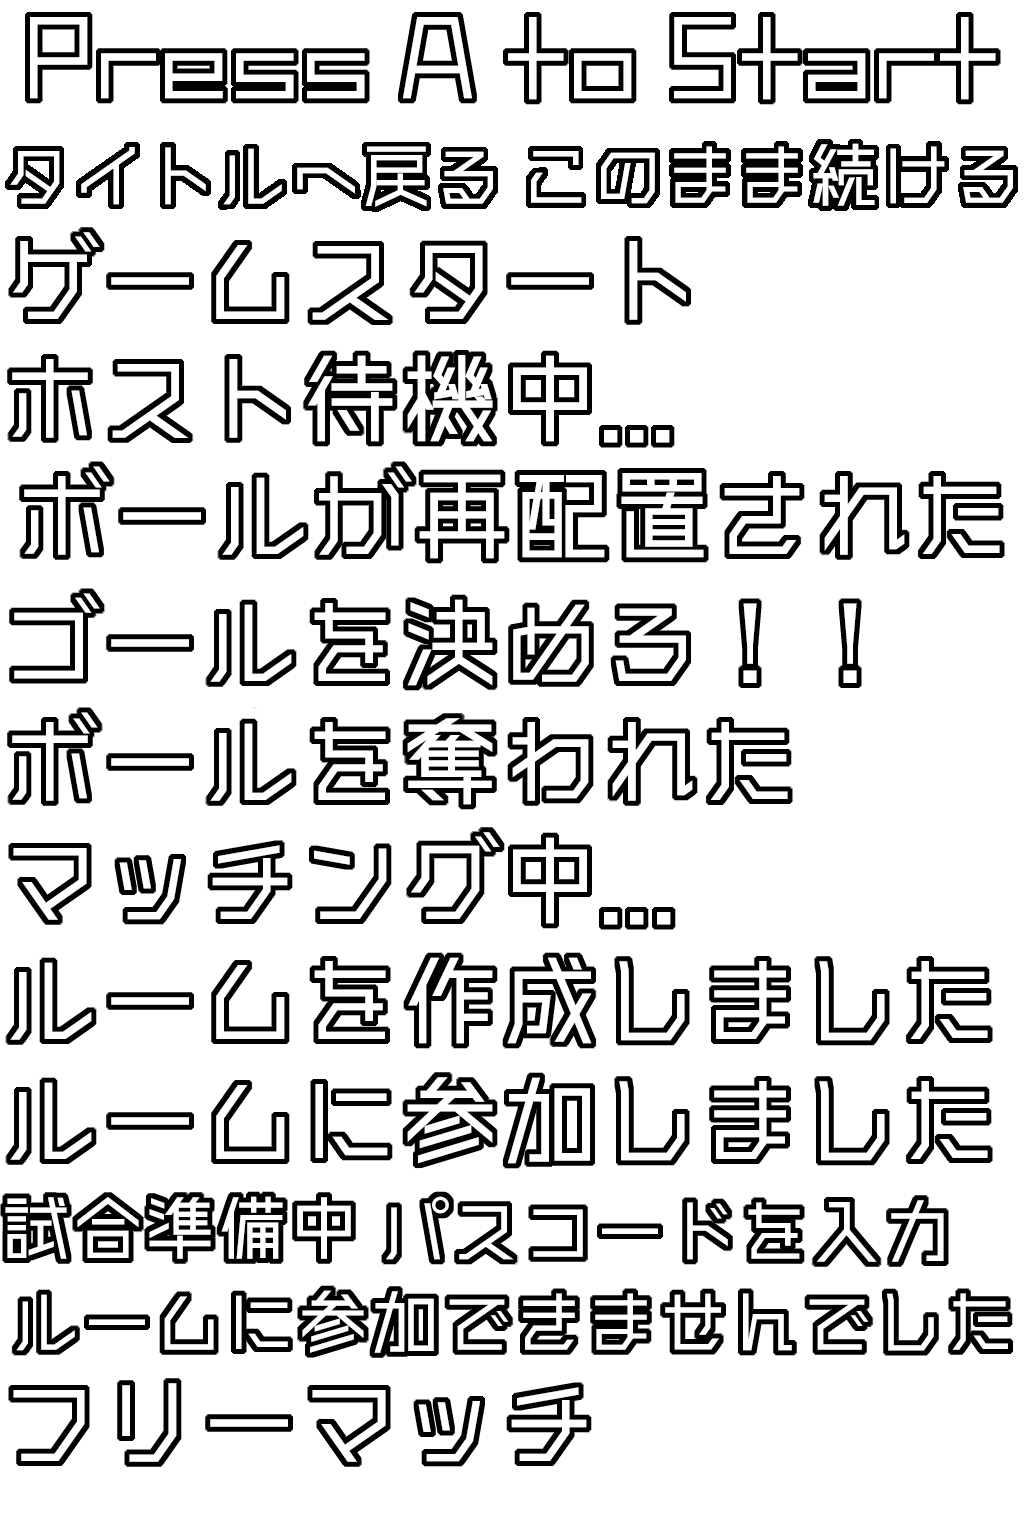 Press A to Start
タイトルへ戻る このまま続ける
ゲームスタート
ホスト待機中...
ボールが再配置された
ゴールを決めろ！！
ボールを奪われた
マッチング中...
ルームを作成しました
ルームに参加しました
試合準備中 パスコードを入力
ルームに参加できませんでした
フリーマッチ